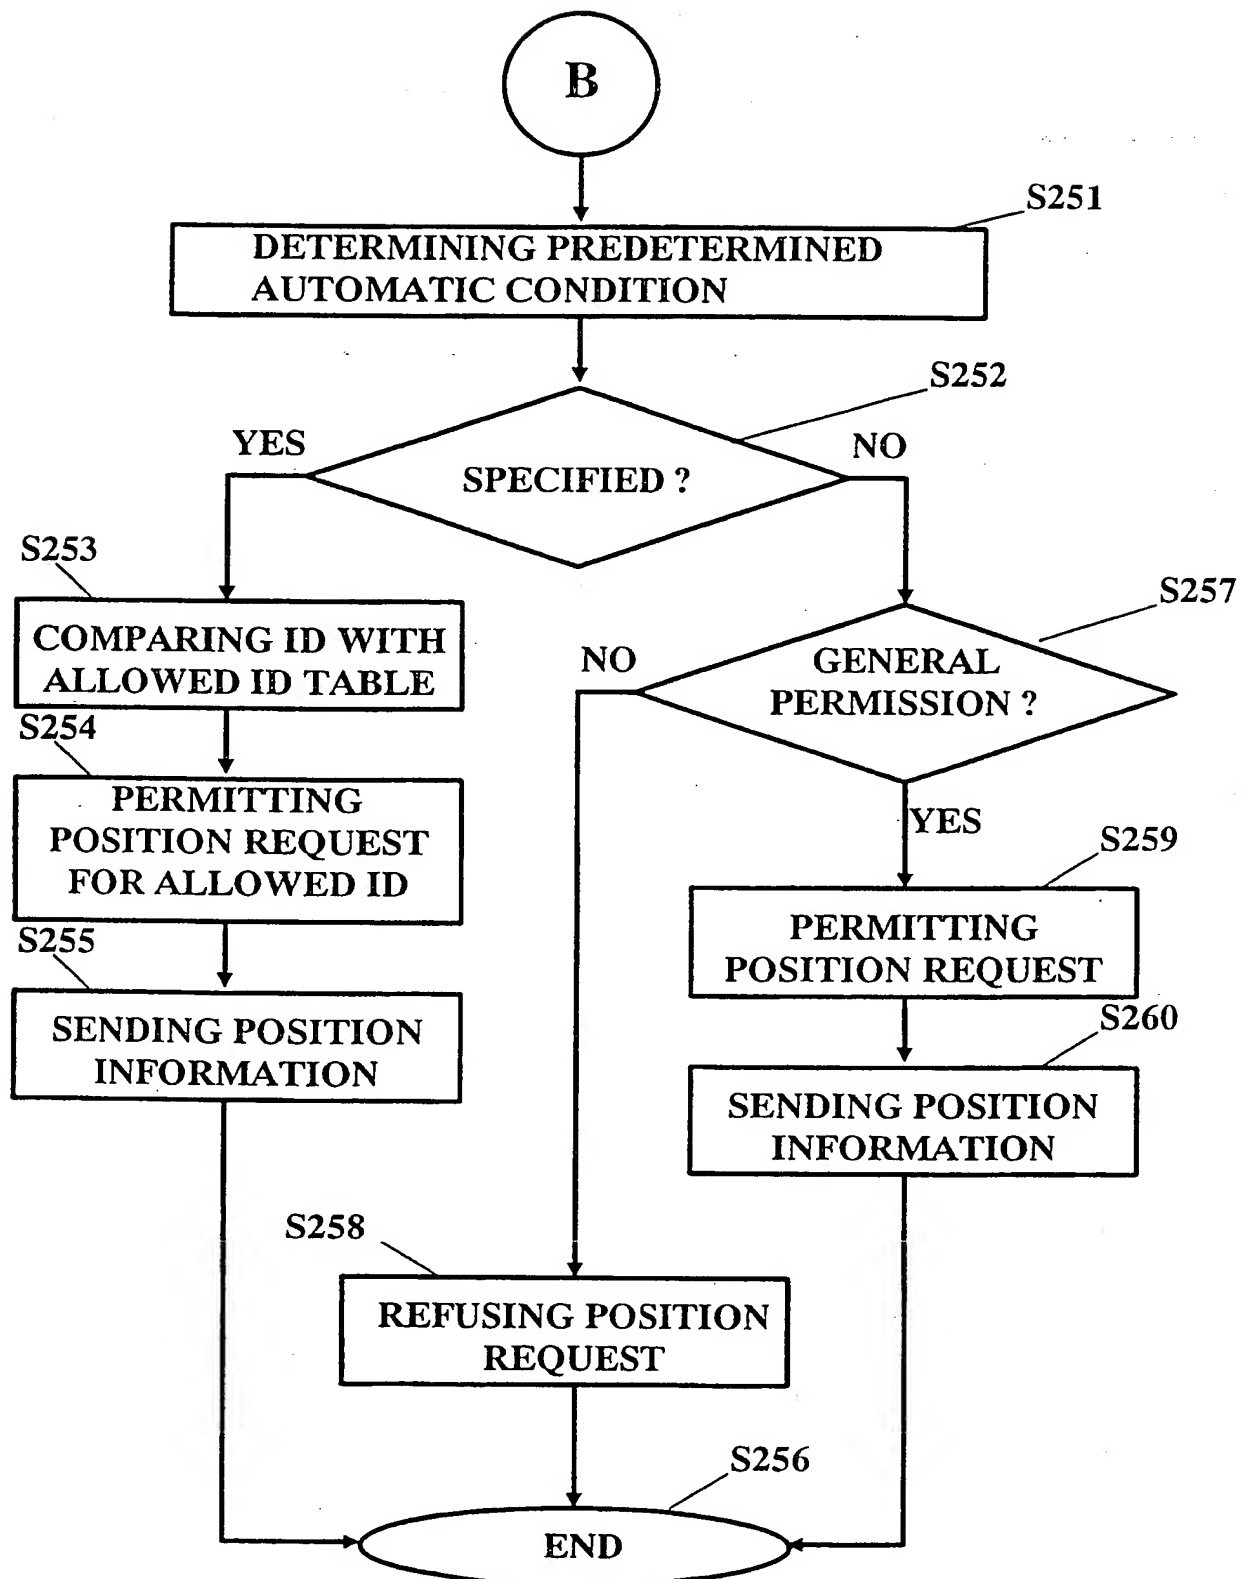 B
S251
DETERMINING PREDETERMINED
AUTOMATIC CONDITION
S252
YES
NO
SPECIFIED ?
S253
COMPARING ID WITH
ALLOWED ID TABLE
S257
NO
GENERAL
PERMISSION ?
S254
PERMITTING
POSITION REQUEST
FOR ALLOWED ID
YES
S259
PERMITTING
POSITION REQUEST
S255
SENDING POSITION
INFORMATION
S260
SENDING POSITION
INFORMATION
S258
REFUSING POSITION
REQUEST
S256
END